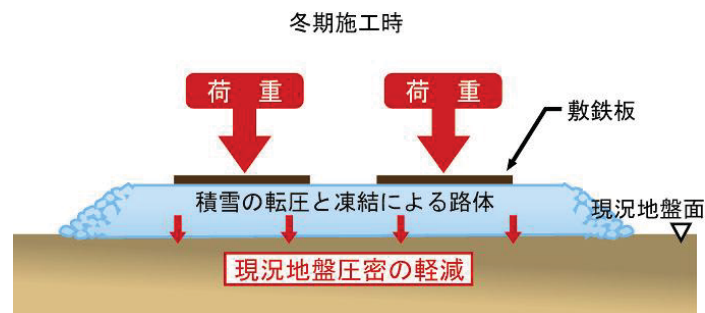 冬期施工時
荷 重
荷 重
敷鉄板
積雪の転圧と凍結による路体
現況地盤面
現況地盤圧密の軽減